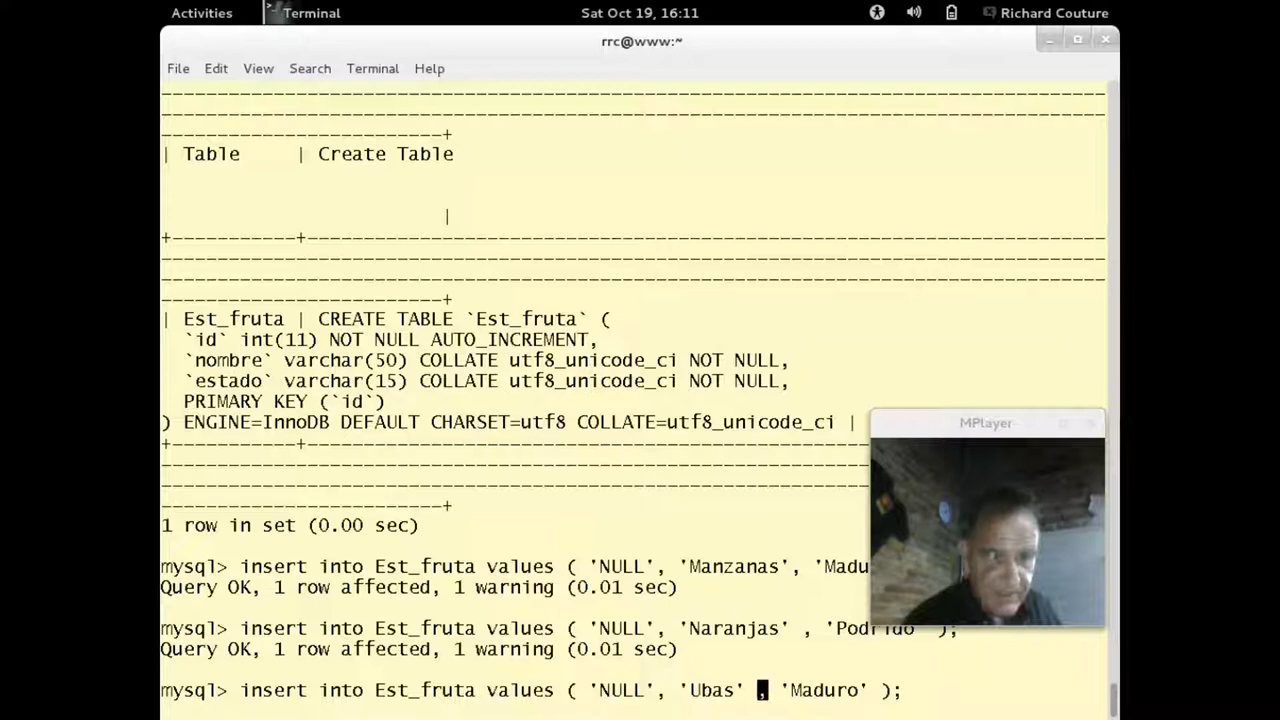 Activities Terminal Sat Oct 19, 16:11 Richard Couture
rrc@www:~
File Edit View Search Terminal Help
-------------------------------------------------------------------------------------
-------------------------------------------------------------------------------------
-------------------------+
| Table     | Create Table
|
+-----------+------------------------------------------------------------------------
-------------------------------------------------------------------------------------
-------------------------------------------------------------------------------------
-------------------------+
| Est_fruta | CREATE TABLE `Est_fruta` (
`id` int(11) NOT NULL AUTO_INCREMENT,
`nombre` varchar(50) COLLATE utf8_unicode_ci NOT NULL,
`estado` varchar(15) COLLATE utf8_unicode_ci NOT NULL,
PRIMARY KEY (`id`)
) ENGINE=InnoDB DEFAULT CHARSET=utf8 COLLATE=utf8_unicode_ci |
MPlayer
+-----------+--------------------------------------------------
---------------------------------------------------------------
---------------------------------------------------------------
-------------------------+
1 row in set (0.00 sec)
mysql> insert into Est_fruta values ( 'NULL', 'Manzanas', 'Madu
Query OK, 1 row affected, 1 warning (0.01 sec)
mysql> insert into Est_fruta values ( 'NULL', 'Naranjas' , 'Podrido' );
Query OK, 1 row affected, 1 warning (0.01 sec)
mysql> insert into Est_fruta values ( 'NULL', 'Ubas' , 'Maduro' );